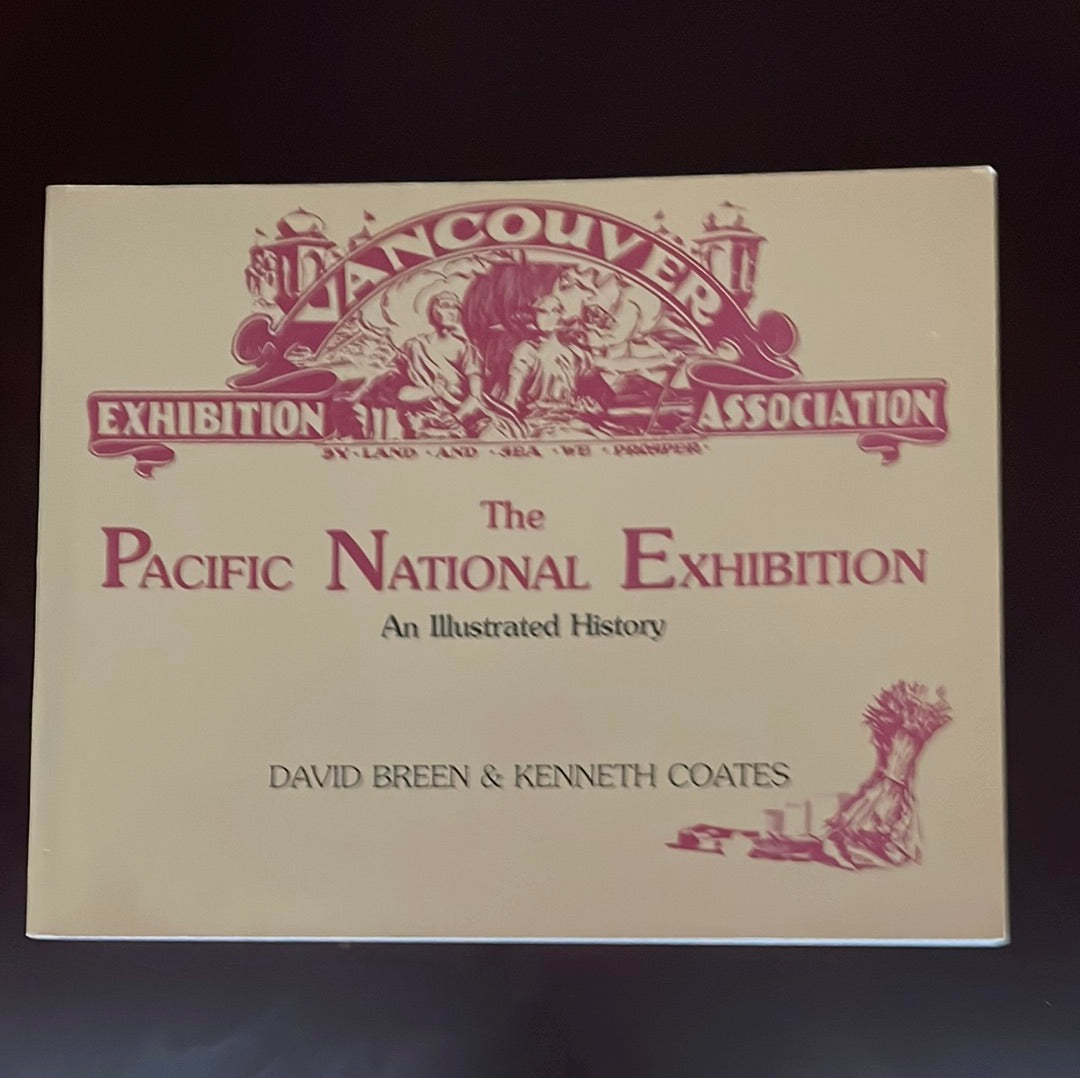 VANCOUVER
EXHIBITION ASSOCIATION
BY · LAND · AND · SEA · WE · PROSPER ·
The
PACIFIC NATIONAL EXHIBITION
An Illustrated History
DAVID BREEN & KENNETH COATES